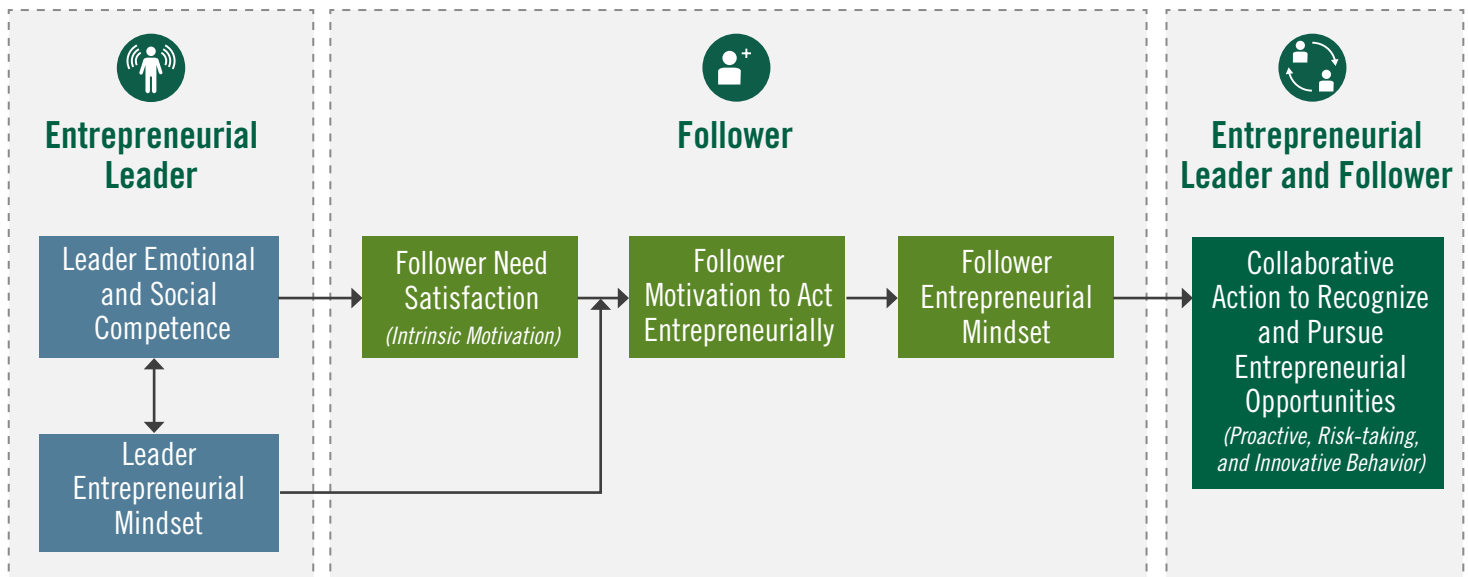 Entrepreneurial
Leader
Follower
Entrepreneurial
Leader and Follower
Leader Emotional
and Social
Competence
Follower Need
Satisfaction
(Intrinsic Motivation)
Follower
Motivation to Act
Entrepreneurially
Follower
Entrepreneurial
Mindset
Collaborative
Action to Recognize
and Pursue
Entrepreneurial
Opportunities
(Proactive, Risk-taking,
and Innovative Behavior)
Leader
Entrepreneurial
Mindset